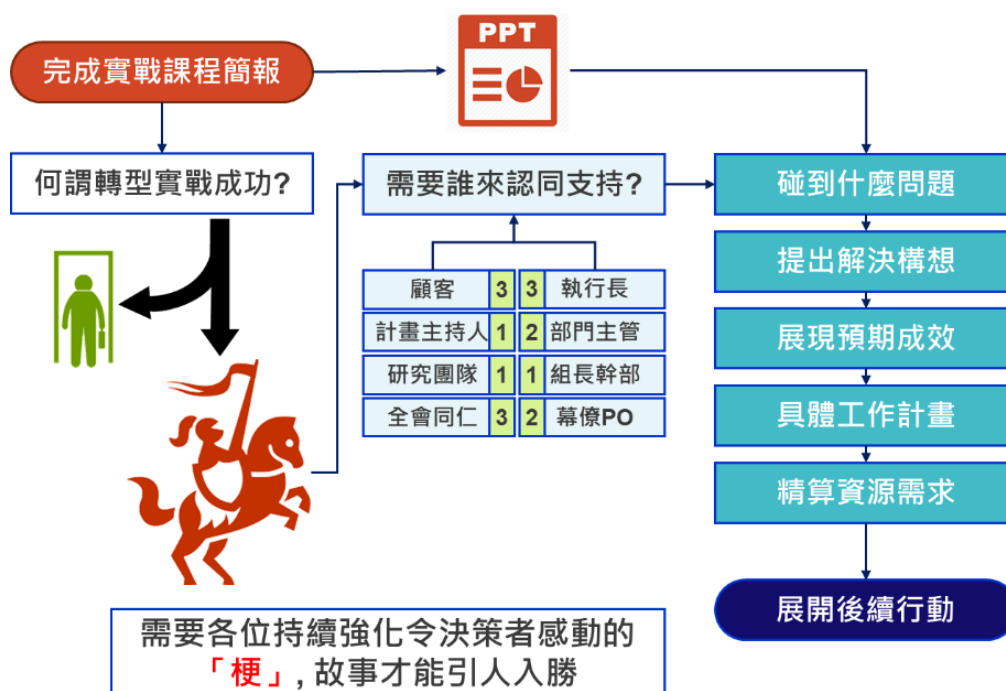 完成實戰課程簡報
PPT
何謂轉型實戰成功?
需要誰來認同支持?
顧客 3 3 執行長
計畫主持人 1 2 部門主管
研究團隊 1 1 組長幹部
全會同仁 3 2 幕僚PO
碰到什麼問題
提出解決構想
展現預期成效
具體工作計畫
精算資源需求
展開後續行動
需要各位持續強化令決策者感動的
「梗」, 故事才能引人入勝